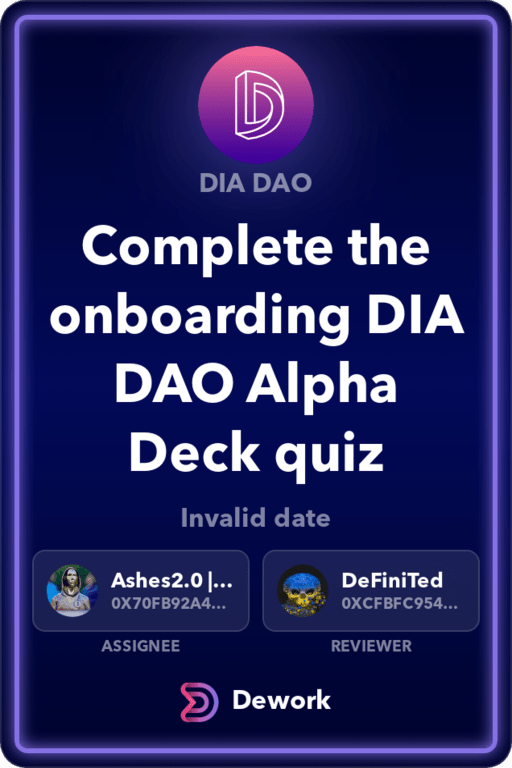 DIA DAO
Complete the
onboarding DIA
DAO Alpha
Deck quiz
Invalid date
Ashes2.0 |...
0X70FB92A4...
ASSIGNEE
DeFiniTed
0XCFBFC954...
REVIEWER
Dework